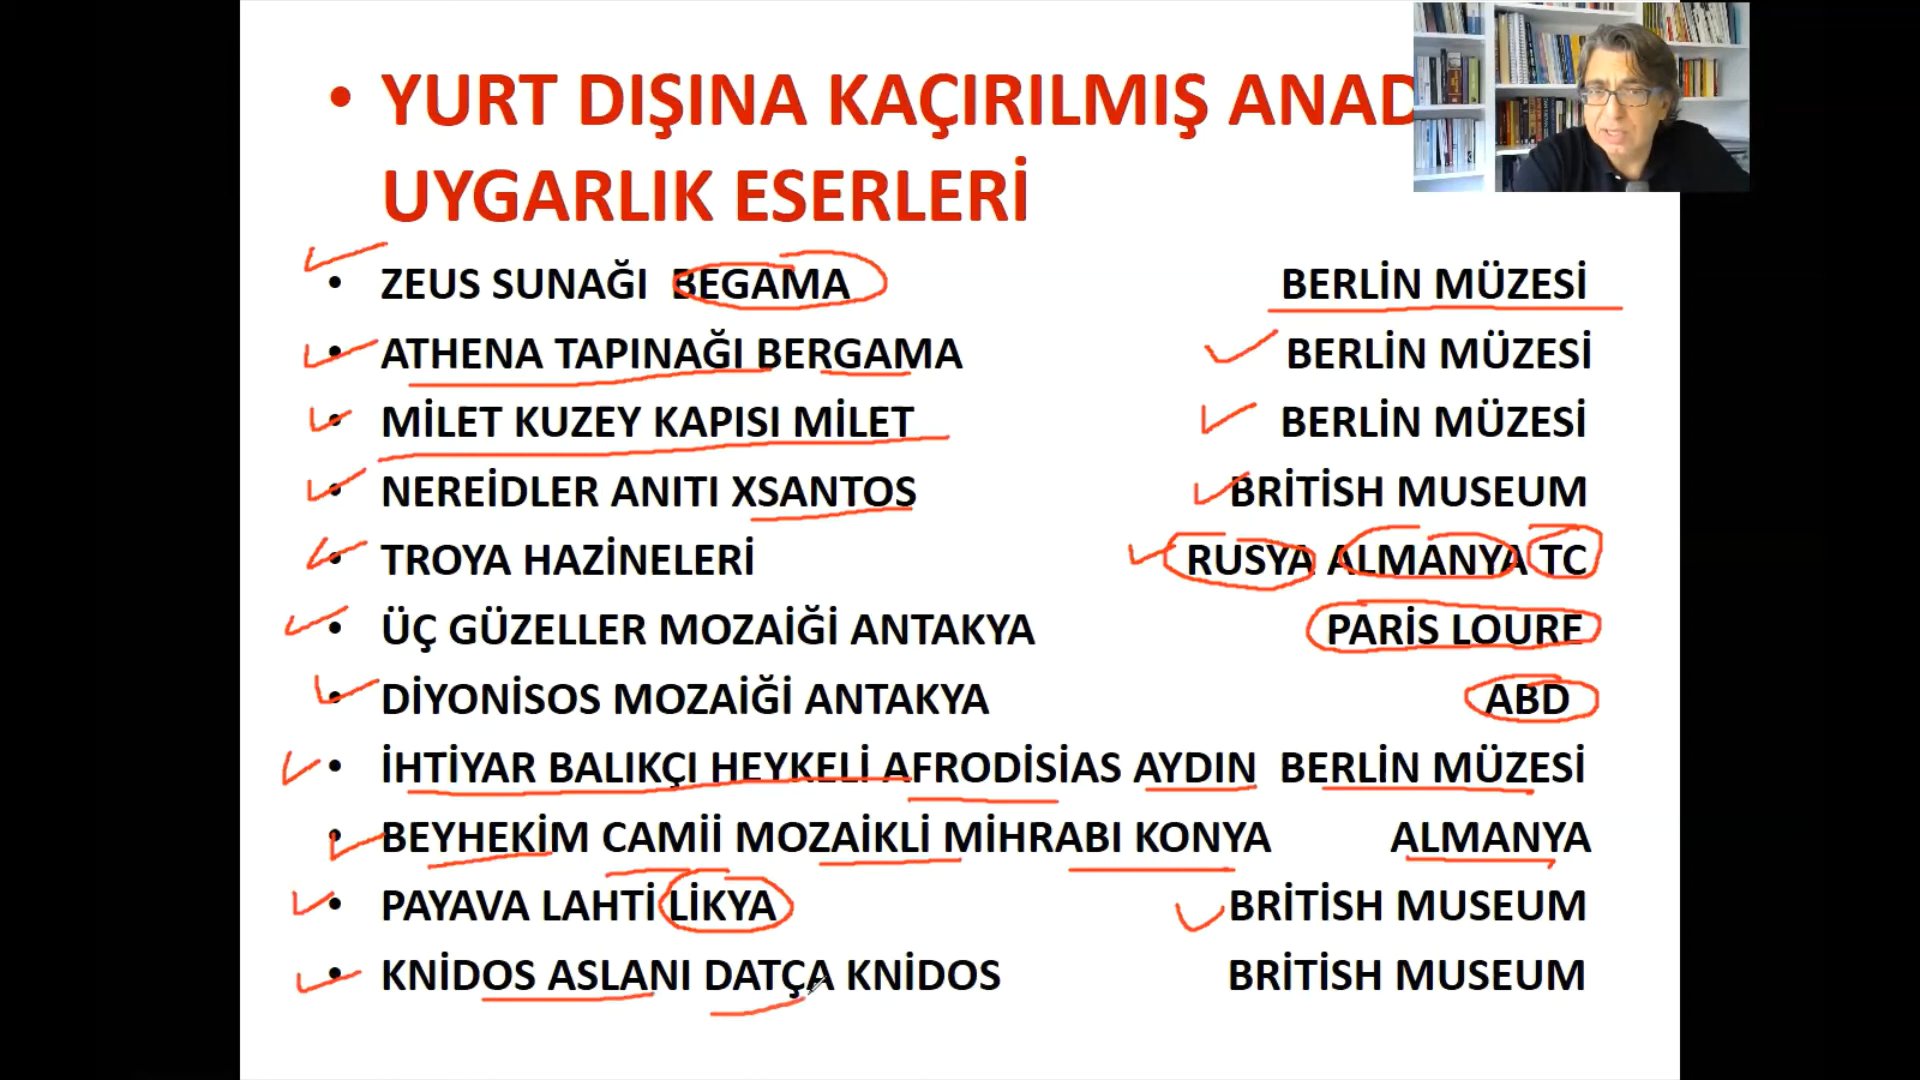 • YURT DIŞINA KAÇIRILMIŞ ANAD
UYGARLIK ESERLERİ
• ZEUS SUNAĞI BEGAMA BERLİN MÜZESİ
• ATHENA TAPINAĞI BERGAMA BERLİN MÜZESİ
• MİLET KUZEY KAPISI MİLET BERLİN MÜZESİ
• NEREİDLER ANITI XSANTOS BRİTİSH MUSEUM
• TROYA HAZİNELERİ RUSYA ALMANYA TC
• ÜÇ GÜZELLER MOZAİĞİ ANTAKYA PARİS LOURE
• DİYONİSOS MOZAİĞİ ANTAKYA ABD
• İHTİYAR BALIKÇI HEYKELİ AFRODİSİAS AYDIN BERLİN MÜZESİ
• BEYHEKİM CAMİİ MOZAİKLİ MİHRABI KONYA ALMANYA
• PAYAVA LAHTİ LİKYA BRİTİSH MUSEUM
• KNİDOS ASLANI DATÇA KNİDOS BRİTİSH MUSEUM